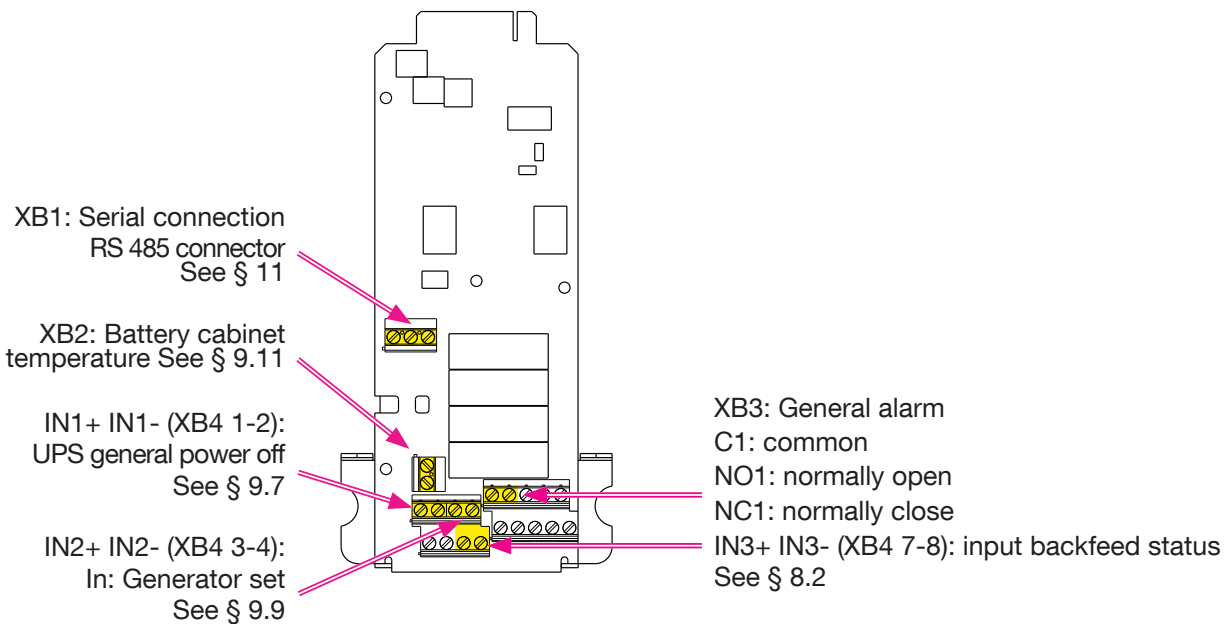 XB1: Serial connection
RS 485 connector
See § 11
XB2: Battery cabinet
temperature See § 9.11
IN1+ IN1- (XB4 1-2):
UPS general power off
See § 9.7
IN2+ IN2- (XB4 3-4):
In: Generator set
See § 9.9
XB3: General alarm
C1: common
NO1: normally open
NC1: normally close
IN3+ IN3- (XB4 7-8): input backfeed status
See § 8.2